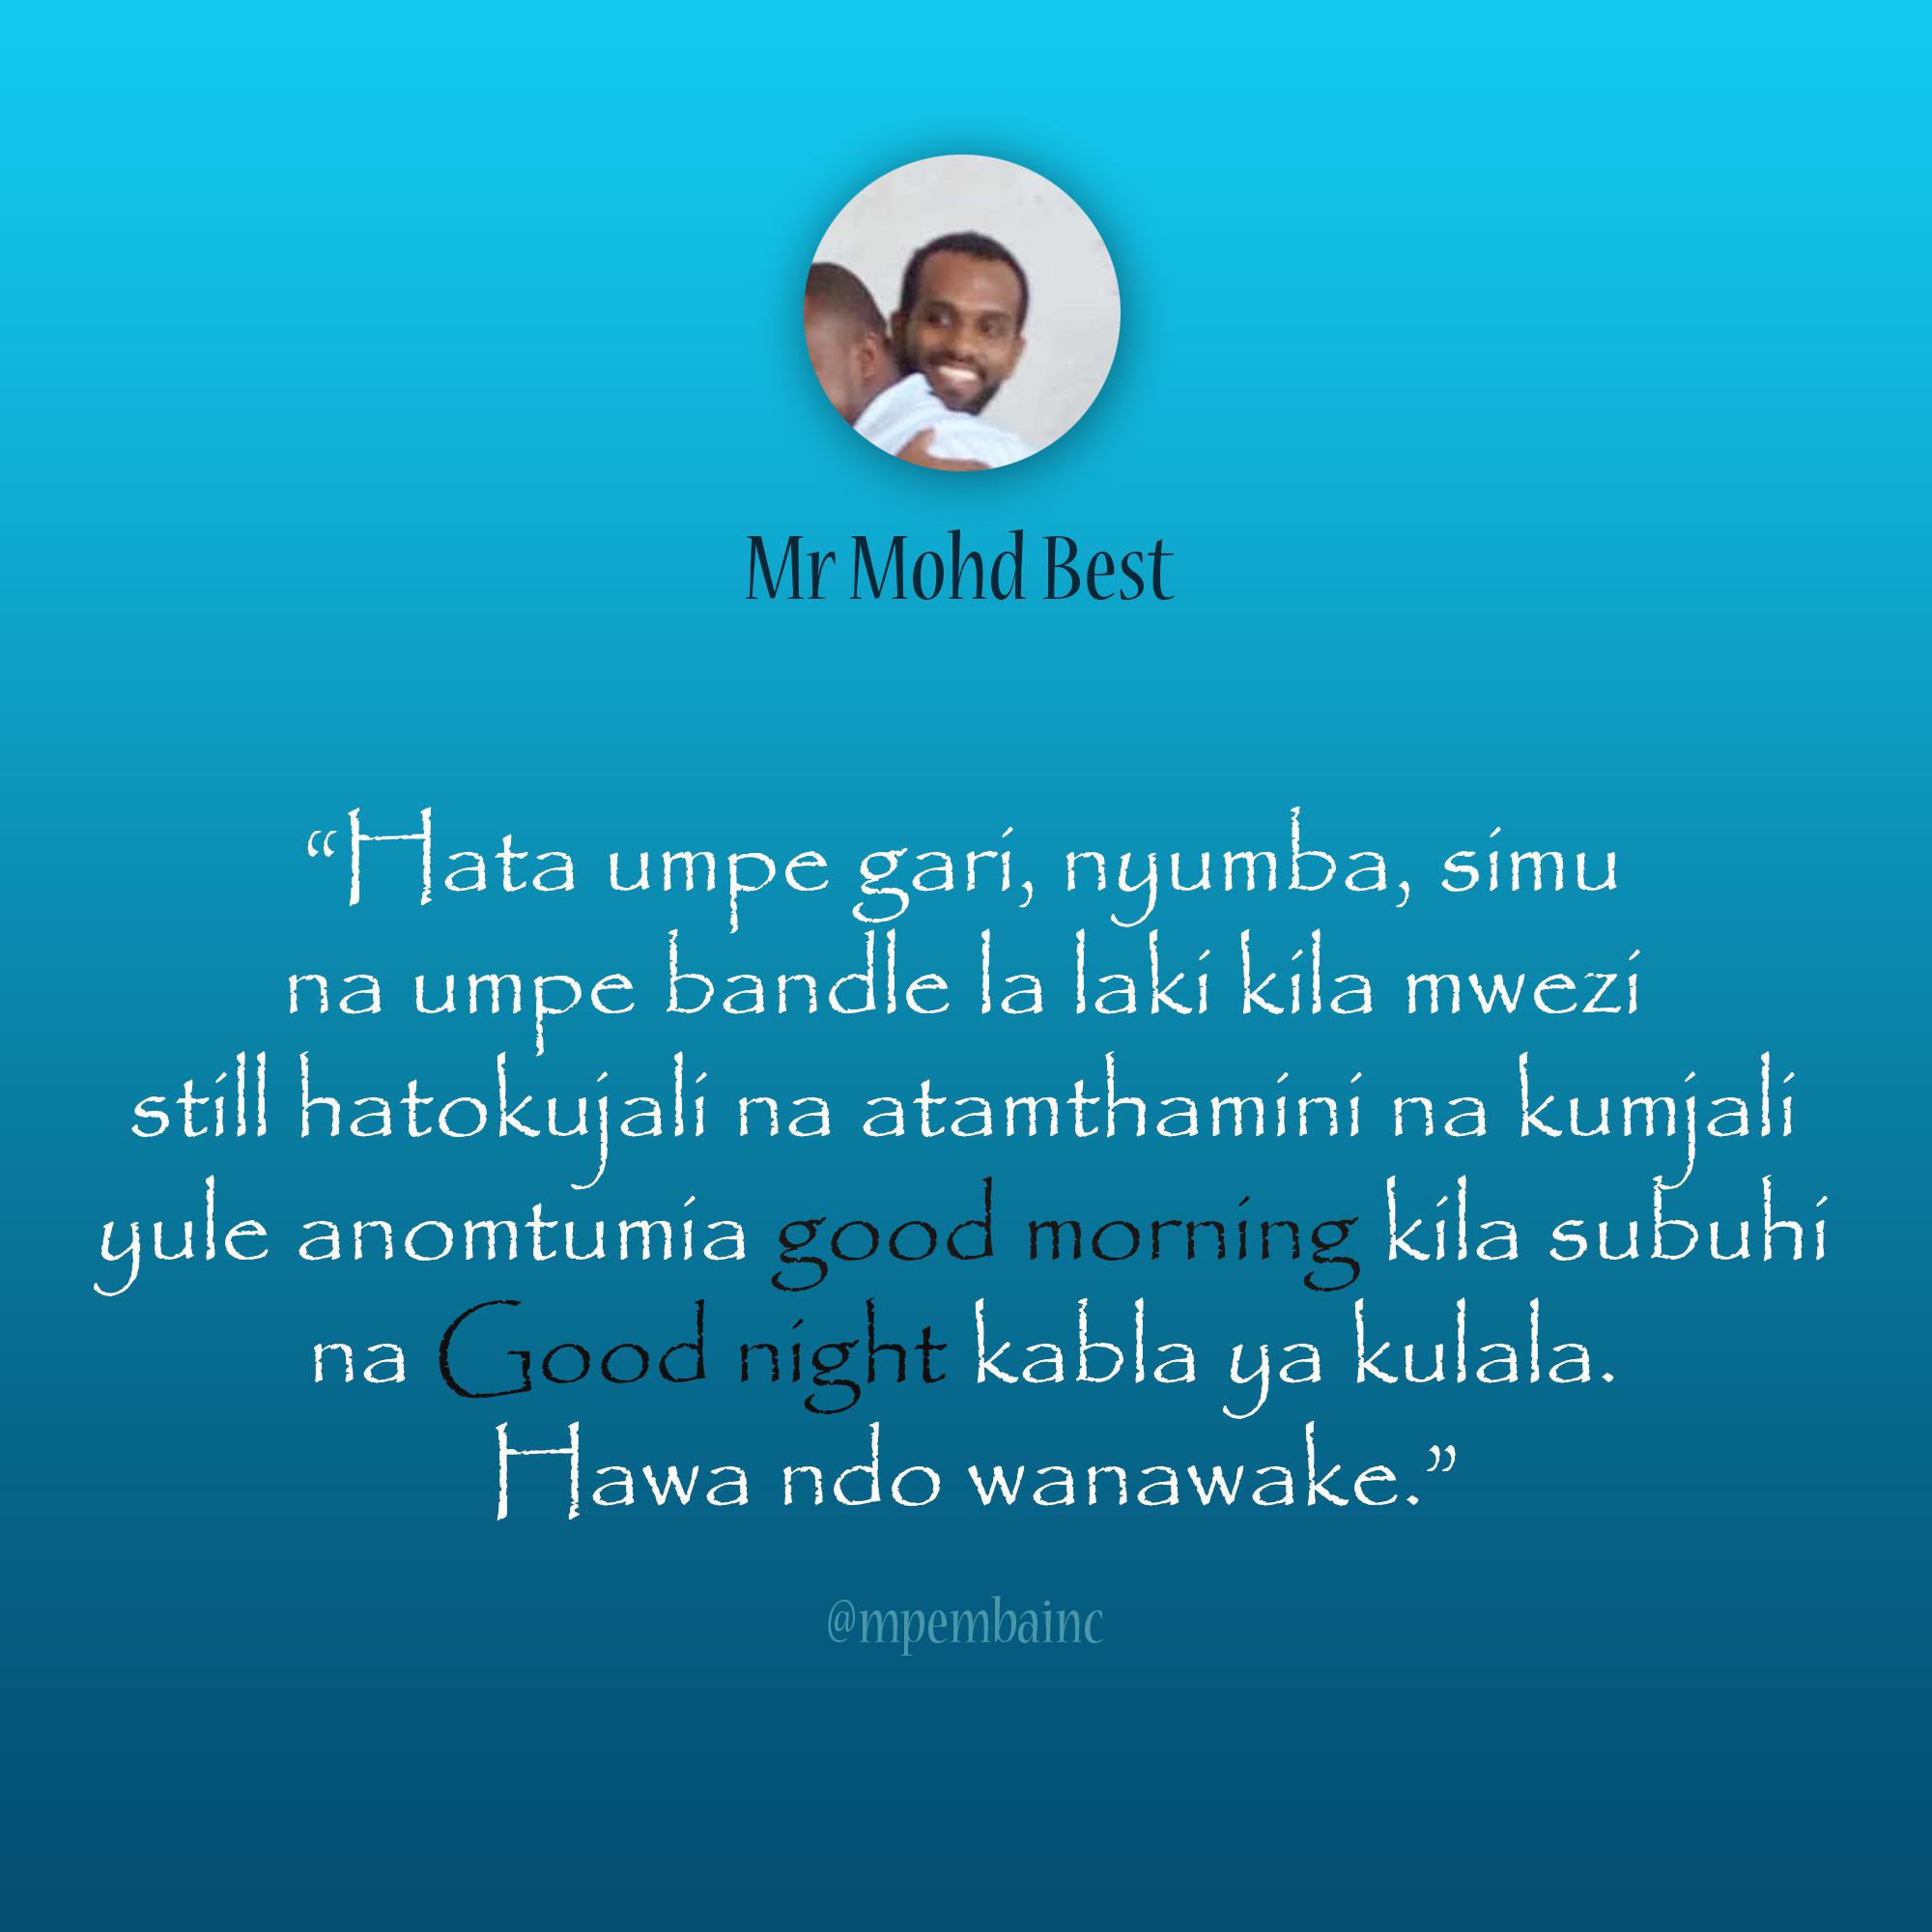 Mr Mohd Best
“Hata umpe gari, nyumba, simu
na umpe bandle la laki kila mwezi
still hatokujali na atamthamini na kumjali
yule anomtumia good morning kila subuhi
na Good night kabla ya kulala.
Hawa ndo wanawake.”
@mpembainc